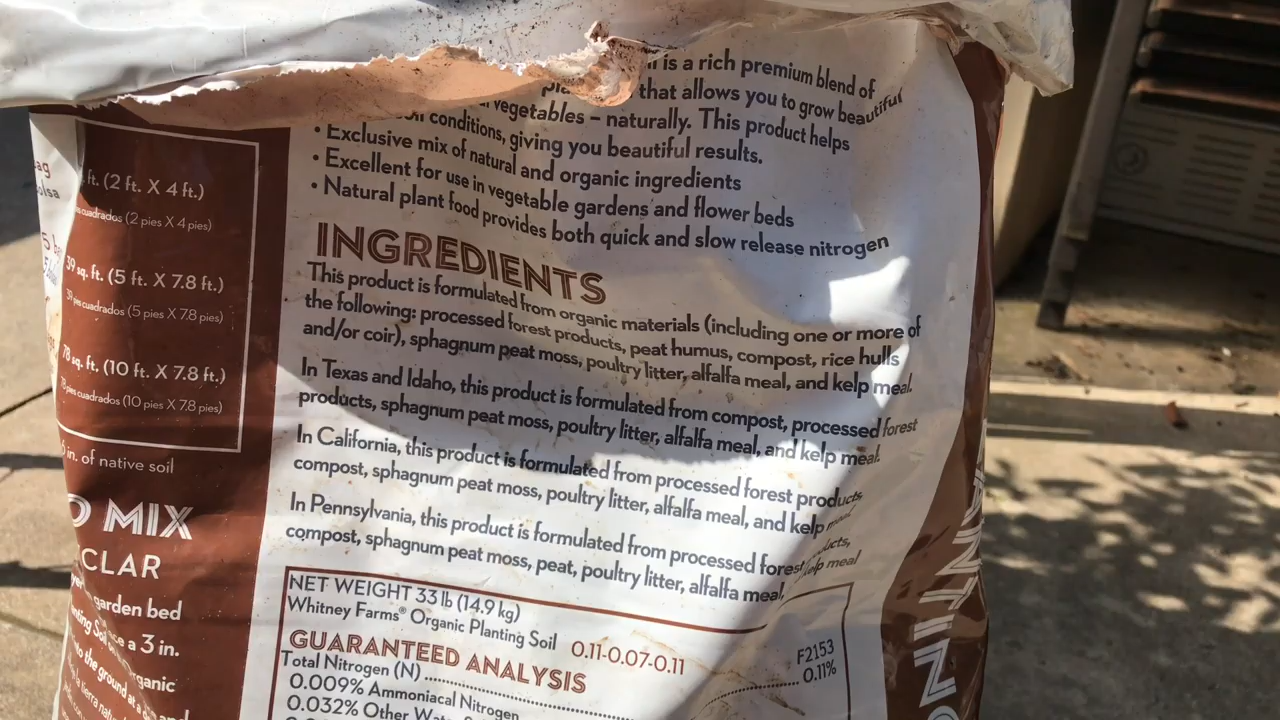 is a rich premium blend of
that allows you to grow beautiful
vegetables – naturally. This product helps
conditions, giving you beautiful results.
• Exclusive mix of natural and organic ingredients
• Excellent for use in vegetable gardens and flower beds
• Natural plant food provides both quick and slow release nitrogen
INGREDIENTS
This product is formulated from organic materials (including one or more of
the following: processed forest products, peat humus, compost, rice hulls
and/or coir), sphagnum peat moss, poultry litter, alfalfa meal, and kelp meal.
In Texas and Idaho, this product is formulated from compost, processed forest
products, sphagnum peat moss, poultry litter, alfalfa meal, and kelp meal.
In California, this product is formulated from processed forest products,
compost, sphagnum peat moss, poultry litter, alfalfa meal, and kelp meal.
In Pennsylvania, this product is formulated from processed forest products,
compost, sphagnum peat moss, peat, poultry litter, alfalfa meal, kelp meal
NET WEIGHT 33 lb (14.9 kg)
Whitney Farms® Organic Planting Soil 0.11-0.07-0.11
F2153
GUARANTEED ANALYSIS
Total Nitrogen (N) 0.11%
0.009% Ammoniacal Nitrogen
0.032% Other Water
ft. (2 ft. X 4 ft.)
cuadrados (2 pies X 4 pies)
39 sq. ft. (5 ft. X 7.8 ft.)
39 pies cuadrados (5 pies X 7.8 pies)
78 sq. ft. (10 ft. X 7.8 ft.)
78 pies cuadrados (10 pies X 7.8 pies)
in. of native soil
MIX
CLAR
garden bed
a 3 in.
into the ground at a